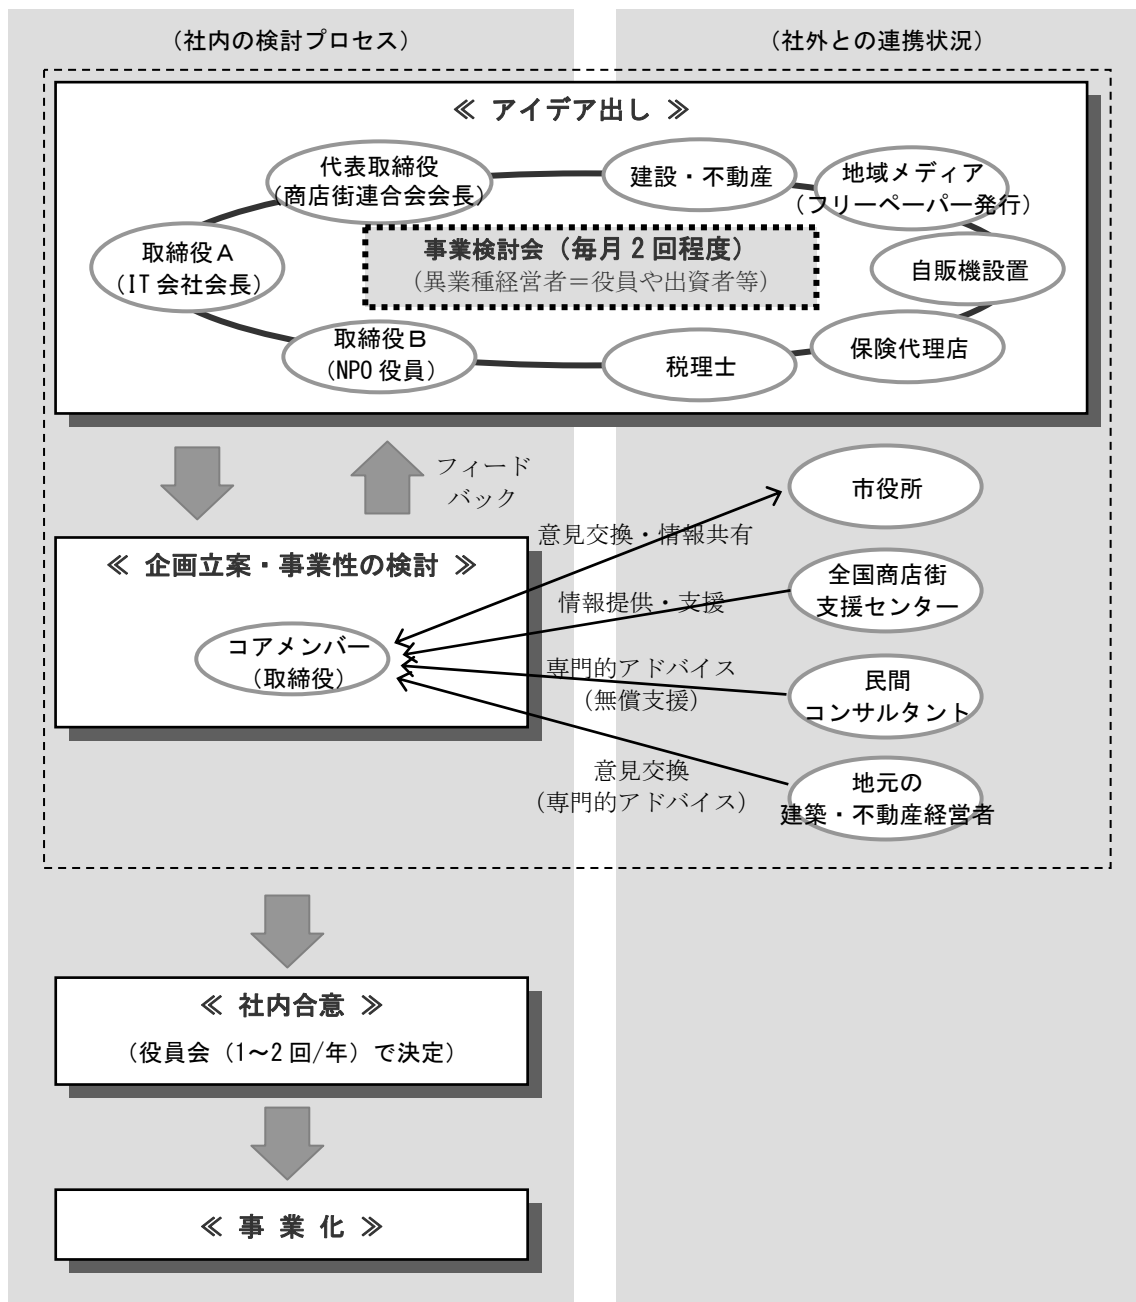 （社内の検討プロセス）
（社外との連携状況）
≪ アイデア出し ≫
代表取締役
（商店街連合会会長）
建設・不動産
地域メディア
（フリーペーパー発行）
取締役Ａ
（IT 会社会長）
事業検討会（毎月２回程度）
（異業種経営者＝役員や出資者等）
自販機設置
取締役Ｂ
（NPO 役員）
税理士
保険代理店
フィード
バック
市役所
意見交換・情報共有
≪ 企画立案・事業性の検討 ≫
全国商店街
支援センター
情報提供・支援
コアメンバー
（取締役）
専門的アドバイス
（無償支援）
民間
コンサルタント
意見交換
（専門的アドバイス）
地元の
建築・不動産経営者
≪ 社内合意 ≫
（役員会（1～2 回/年）で決定）
≪ 事 業 化 ≫